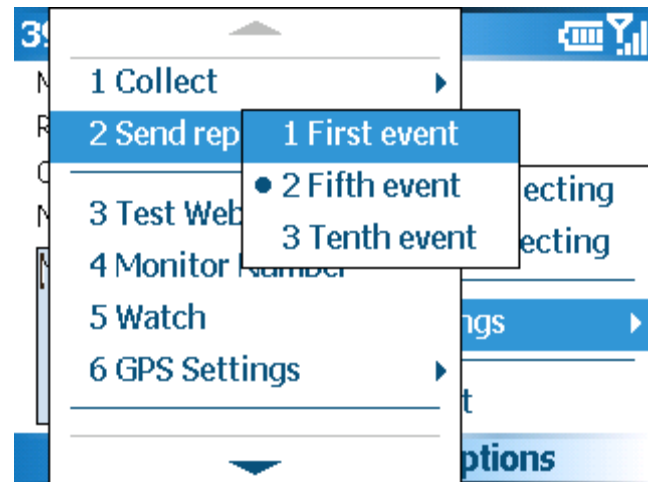 1 Collect
2 Send rep
1 First event
2 Fifth event
3 Tenth event
ecting
ecting
3 Test Web
4 Monitor Number
5 Watch
ngs
6 GPS Settings
t
ptions